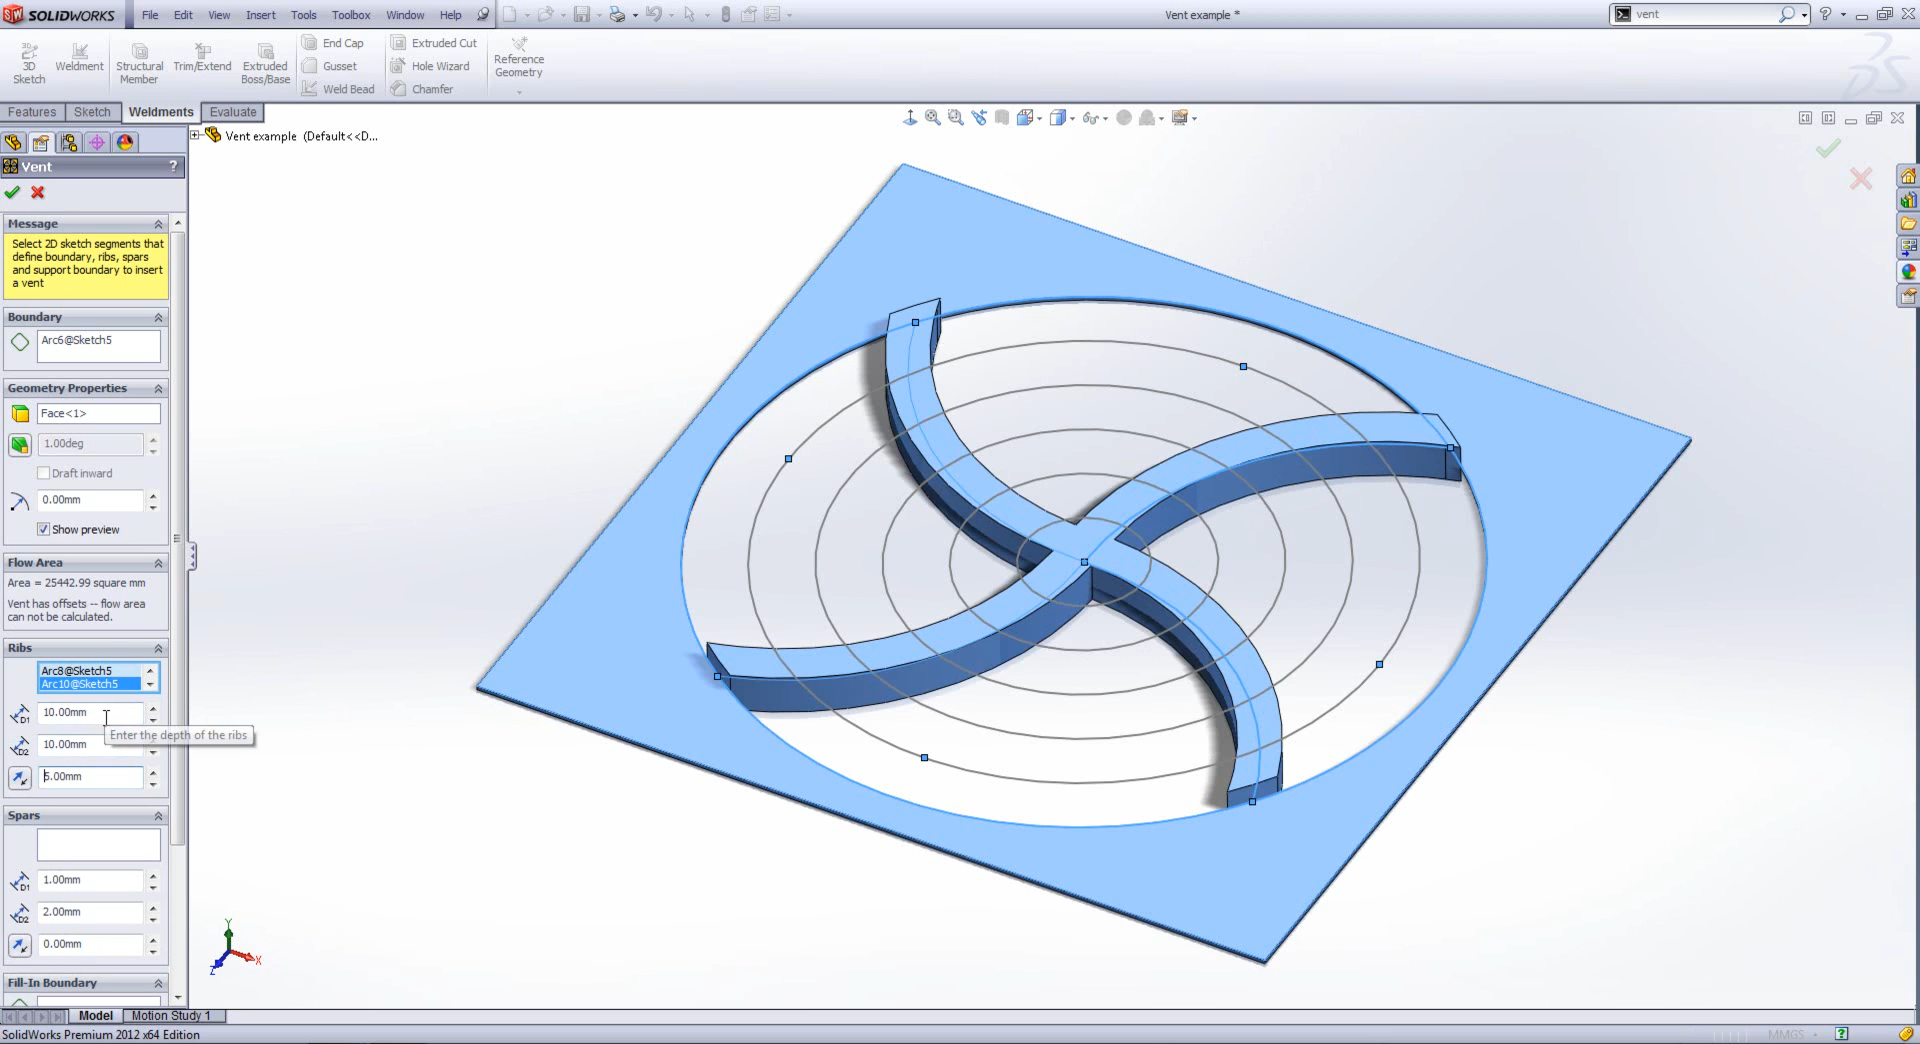 SOLIDWORKS File Edit View Insert Tools Toolbox Window Help Vent example * vent
3D Sketch
Weldment
Structural Member
Trim/Extend
Extruded Boss/Base
End Cap
Gusset
Weld Bead
Extruded Cut
Hole Wizard
Chamfer
Reference Geometry
Features Sketch Weldments Evaluate
Vent example (Default<<D...
Vent ?
Message
Select 2D sketch segments that
define boundary, ribs, spars
and support boundary to insert
a vent
Boundary
Arc6@Sketch5
Geometry Properties
Face<1>
1.00deg
Draft inward
0.00mm
Show preview
Flow Area
Area = 25442.99 square mm
Vent has offsets -- flow area
can not be calculated.
Ribs
Arc8@Sketch5
Arc10@Sketch5
D1 10.00mm
Enter the depth of the ribs
D2 10.00mm
5.00mm
Spars
D1 1.00mm
D2 2.00mm
0.00mm
Fill-In Boundary
Y
X
Z
Model Motion Study 1
SolidWorks Premium 2012 x64 Edition
MMGS